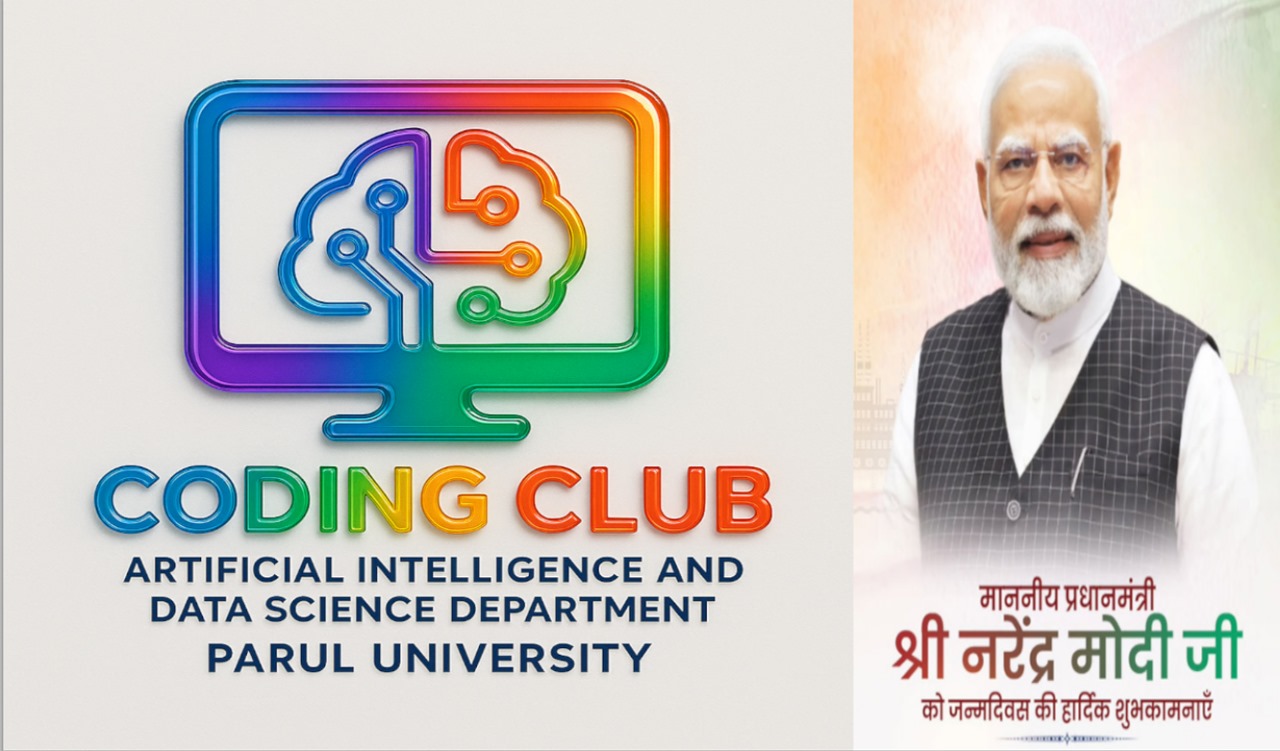 CODING CLUB
ARTIFICIAL INTELLIGENCE AND
DATA SCIENCE DEPARTMENT
PARUL UNIVERSITY
माननीय प्रधानमंत्री
श्री नरेंद्र मोदी जी
को जन्मदिवस की हार्दिक शुभकामनाएँ